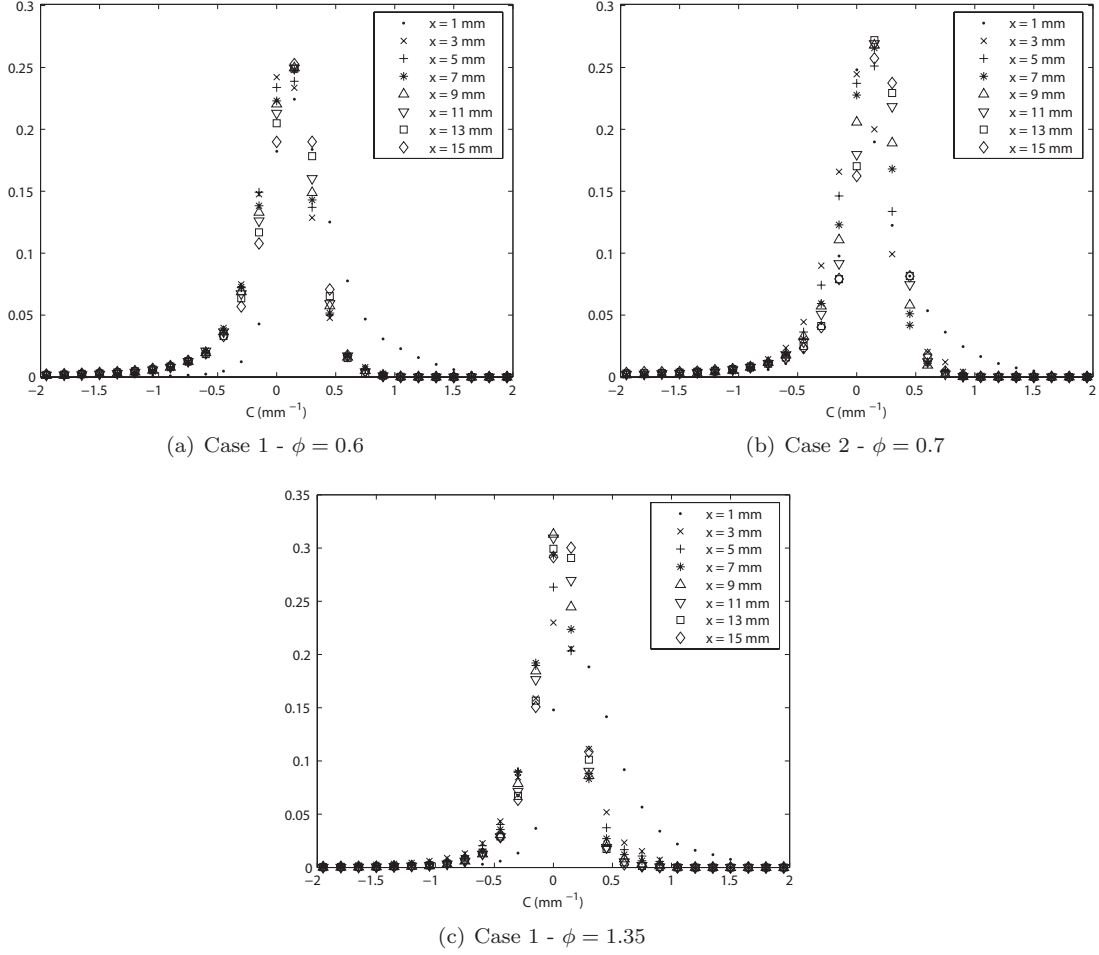 0.3
0.25
0.2
0.15
0.1
0.05
0
−2 −1.5 −1 −0.5 0 0.5 1 1.5 2
C (mm −1)
x = 1 mm
x = 3 mm
x = 5 mm
x = 7 mm
x = 9 mm
x = 11 mm
x = 13 mm
x = 15 mm
(a) Case 1 - ϕ = 0.6
0.3
0.25
0.2
0.15
0.1
0.05
0
−2 −1.5 −1 −0.5 0 0.5 1 1.5 2
C (mm −1)
x = 1 mm
x = 3 mm
x = 5 mm
x = 7 mm
x = 9 mm
x = 11 mm
x = 13 mm
x = 15 mm
(b) Case 2 - ϕ = 0.7
0.35
0.3
0.25
0.2
0.15
0.1
0.05
0
−2 −1.5 −1 −0.5 0 0.5 1 1.5 2
C (mm −1)
x = 1 mm
x = 3 mm
x = 5 mm
x = 7 mm
x = 9 mm
x = 11 mm
x = 13 mm
x = 15 mm
(c) Case 1 - ϕ = 1.35